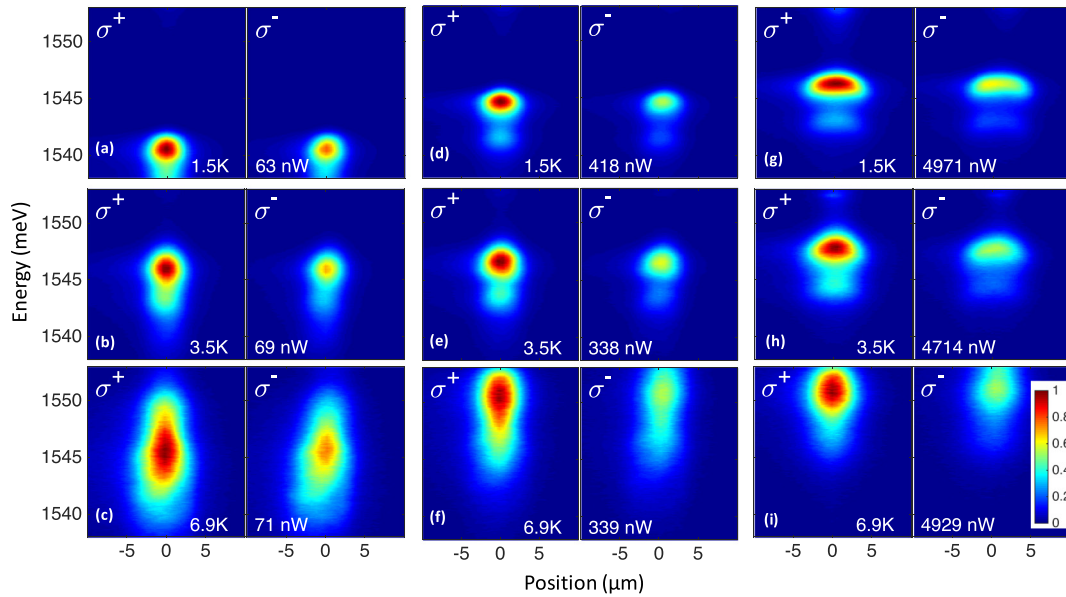 σ+ σ- σ+ σ- σ+ σ-
1550
1545
1540
(a) 1.5K 63 nW (d) 1.5K 418 nW (g) 1.5K 4971 nW
σ+ σ- σ+ σ- σ+ σ-
1550
1545
1540
(b) 3.5K 69 nW (e) 3.5K 338 nW (h) 3.5K 4714 nW
σ+ σ- σ+ σ- σ+ σ-
1550
1545
1540
(c) 6.9K 71 nW (f) 6.9K 339 nW (i) 6.9K 4929 nW
1
0.8
0.6
0.4
0.2
0
-5 0 5 -5 0 5 -5 0 5 -5 0 5 -5 0 5 -5 0 5
Energy (meV)
Position (μm)